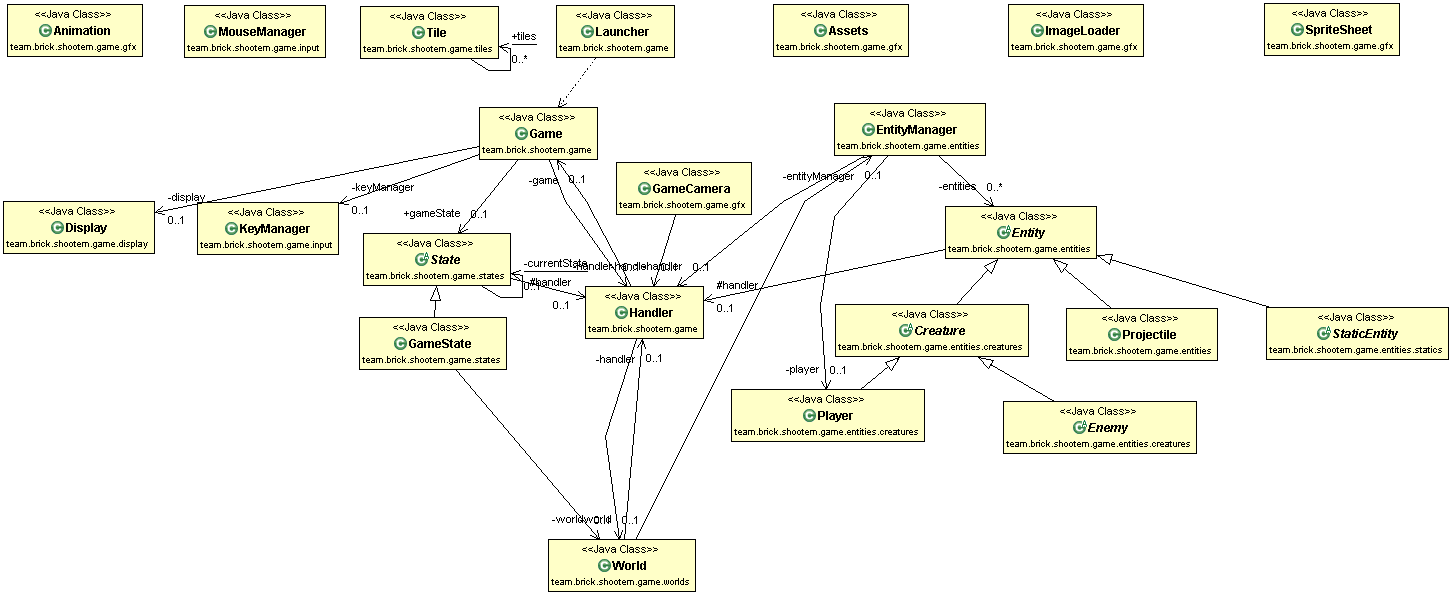 <<Java Class>>
Animation
team.brick.shootem.game.gfx
<<Java Class>>
MouseManager
team.brick.shootem.game.input
<<Java Class>>
Tile
team.brick.shootem.game.tiles
+tiles
0..*
<<Java Class>>
Launcher
team.brick.shootem.game
<<Java Class>>
Assets
team.brick.shootem.game.gfx
<<Java Class>>
ImageLoader
team.brick.shootem.game.gfx
<<Java Class>>
SpriteSheet
team.brick.shootem.game.gfx
<<Java Class>>
Game
team.brick.shootem.game
<<Java Class>>
EntityManager
team.brick.shootem.game.entities
-display
0..1
-keyManager
0..1
+gameState
0..1
-game
0..1
<<Java Class>>
GameCamera
team.brick.shootem.game.gfx
-entityManager
0..1
-entities
0..*
<<Java Class>>
Display
team.brick.shootem.game.display
<<Java Class>>
KeyManager
team.brick.shootem.game.input
<<Java Class>>
State
team.brick.shootem.game.states
-currentState
0..1
#handler
0..1
-handler
-handler
-handler
0..1
<<Java Class>>
Entity
team.brick.shootem.game.entities
#handler
0..1
<<Java Class>>
Handler
team.brick.shootem.game
<<Java Class>>
GameState
team.brick.shootem.game.states
<<Java Class>>
Creature
team.brick.shootem.game.entities.creatures
<<Java Class>>
Projectile
team.brick.shootem.game.entities
<<Java Class>>
StaticEntity
team.brick.shootem.game.entities.statics
-handler
0..1
-player
0..1
<<Java Class>>
Player
team.brick.shootem.game.entities.creatures
<<Java Class>>
Enemy
team.brick.shootem.game.entities.creatures
-world
-world
0..1
0..1
<<Java Class>>
World
team.brick.shootem.game.worlds